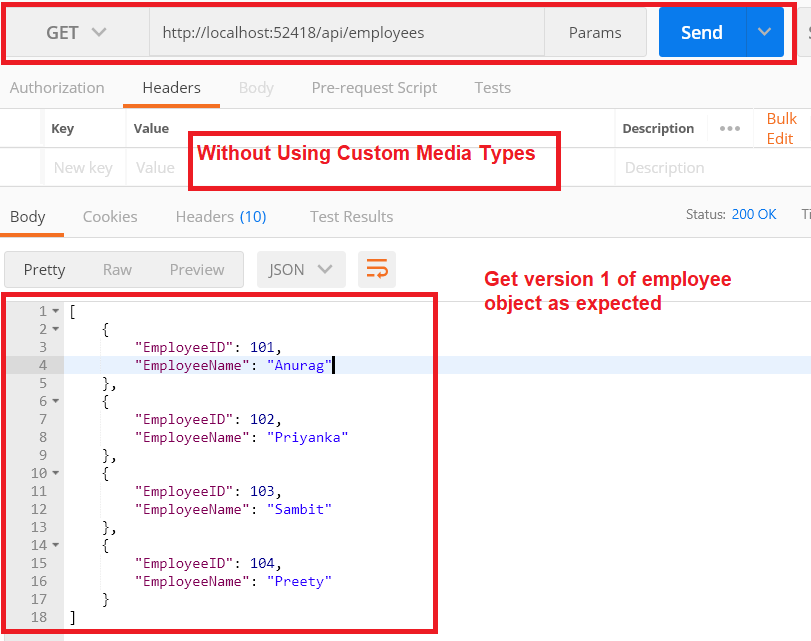 GET http://localhost:52418/api/employees Params Send S
Authorization Headers Body Pre-request Script Tests
Key Value Description ••• Bulk Edit
New key Value Description
Without Using Custom Media Types
Body Cookies Headers (10) Test Results Status: 200 OK Ti
Pretty Raw Preview JSON
Get version 1 of employee
object as expected
1 [
2 {
3 "EmployeeID": 101,
4 "EmployeeName": "Anurag"
5 },
6 {
7 "EmployeeID": 102,
8 "EmployeeName": "Priyanka"
9 },
10 {
11 "EmployeeID": 103,
12 "EmployeeName": "Sambit"
13 },
14 {
15 "EmployeeID": 104,
16 "EmployeeName": "Preety"
17 }
18 ]